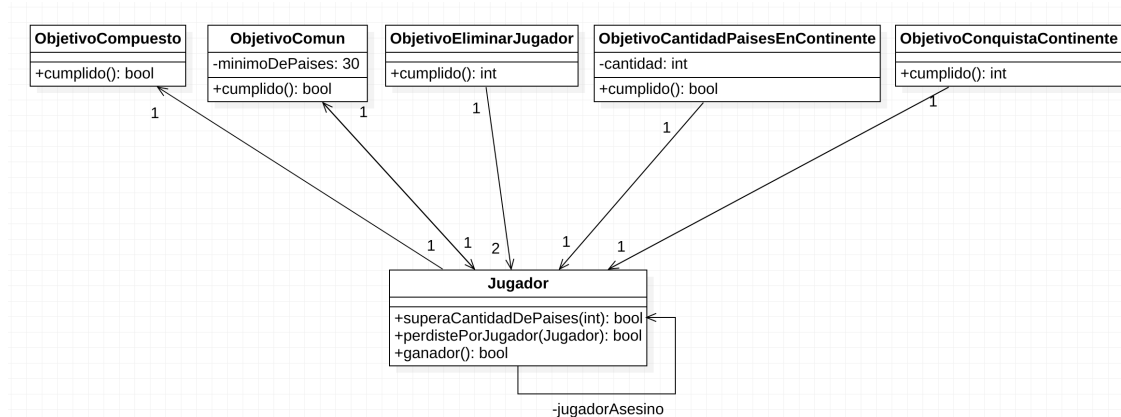 ObjetivoCompuesto
+cumplido(): bool
ObjetivoComun
-minimoDePaises: 30
+cumplido(): bool
ObjetivoEliminarJugador
+cumplido(): int
ObjetivoCantidadPaisesEnContinente
-cantidad: int
+cumplido(): bool
ObjetivoConquistaContinente
+cumplido(): int
1
1
1
1
1
1
1
2
1
1
Jugador
+superaCantidadDePaises(int): bool
+perdistePorJugador(Jugador): bool
+ganador(): bool
-jugadorAsesino